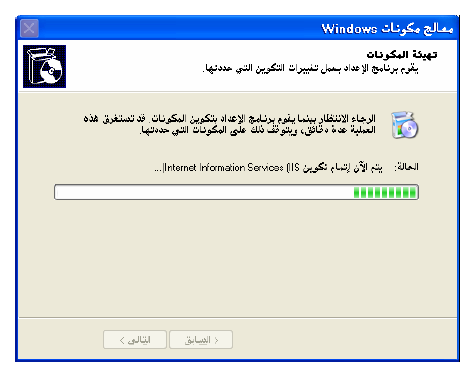 معالج مكونات Windows
تهيئة المكونات
يقوم برنامج الإعداد بعمل تغييرات التكوين التي حددتها.
الرجاء الانتظار بينما يقوم برنامج الإعداد بتكوين المكونات. قد تستغرق هذه
العملية عدة دقائق، ويتوقف ذلك على المكونات التي حددتها.
الحالة: يتم الآن إتمام تكوين Internet Information Services (IIS)...
< السابق
التالي >